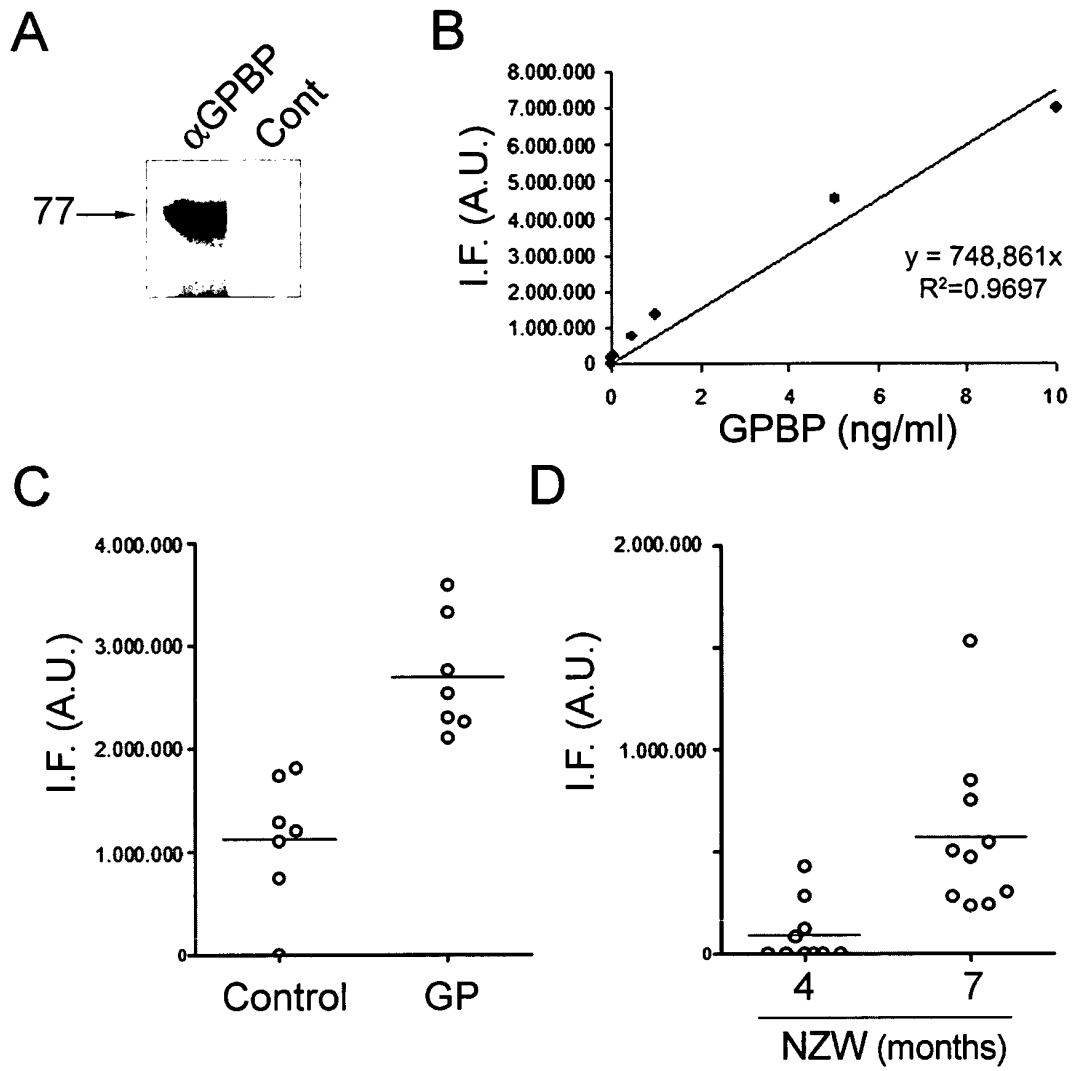 A
αGPBP
Cont
77
B
8.000.000
7.000.000
6.000.000
5.000.000
4.000.000
3.000.000
2.000.000
1.000.000
0
I.F. (A.U.)
y = 748,861x
R²=0.9697
0 2 4 6 8 10
GPBP (ng/ml)
C
4.000.000
3.000.000
2.000.000
1.000.000
0
I.F. (A.U.)
Control GP
D
2.000.000
1.000.000
0
I.F. (A.U.)
4 7
NZW (months)